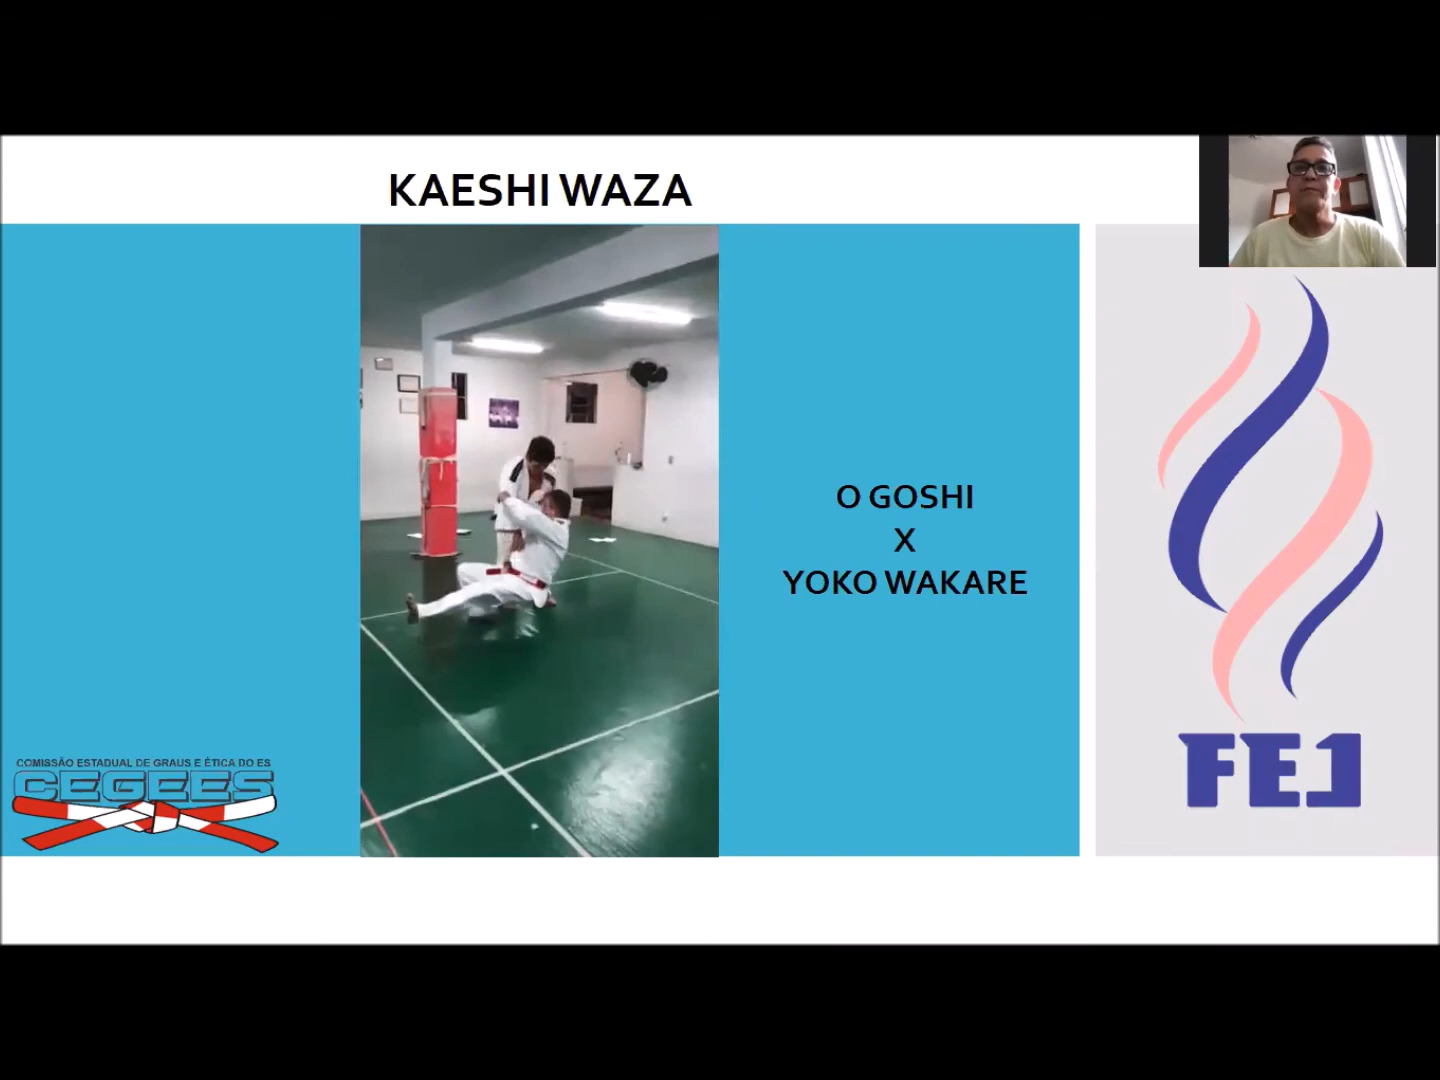 KAESHI WAZA
O GOSHI
X
YOKO WAKARE
COMISSÃO ESTADUAL DE GRAUS E ÉTICA DO ES
CEGEES
FEJ